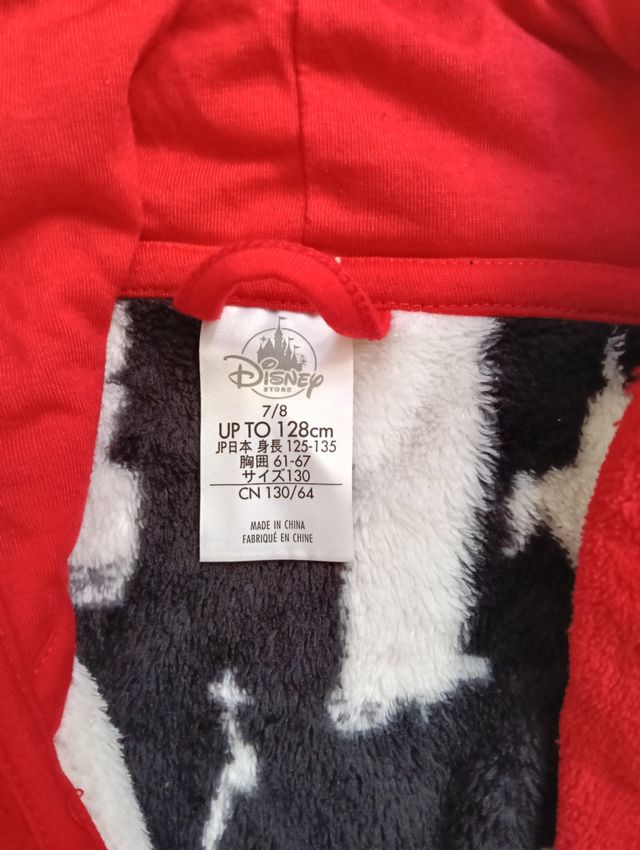 Disney
STORE
7/8
UP TO 128cm
JP日本 身長 125-135
胸囲 61-67
サイズ130
CN 130/64
MADE IN CHINA
FABRIQUÉ EN CHINE